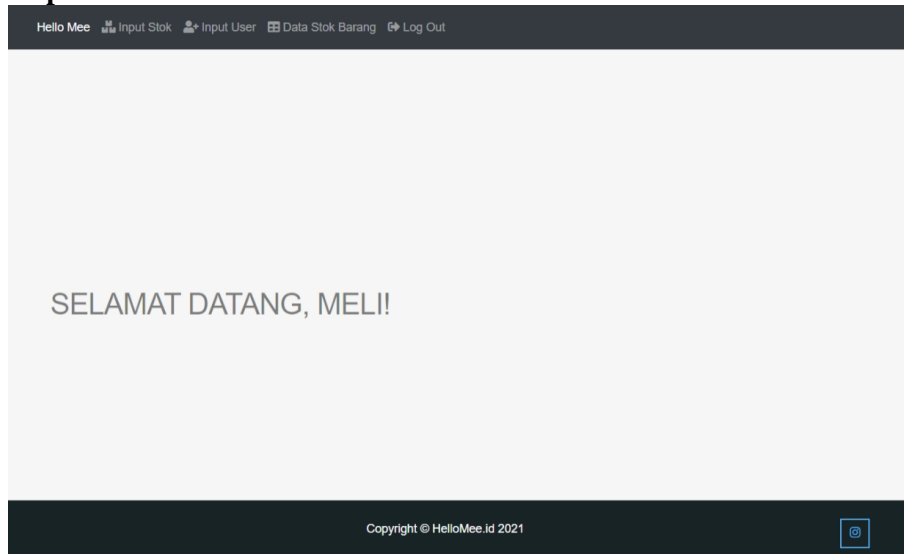 Hello Mee Input Stok Input User Data Stok Barang Log Out
SELAMAT DATANG, MELI!
Copyright © HelloMee.id 2021